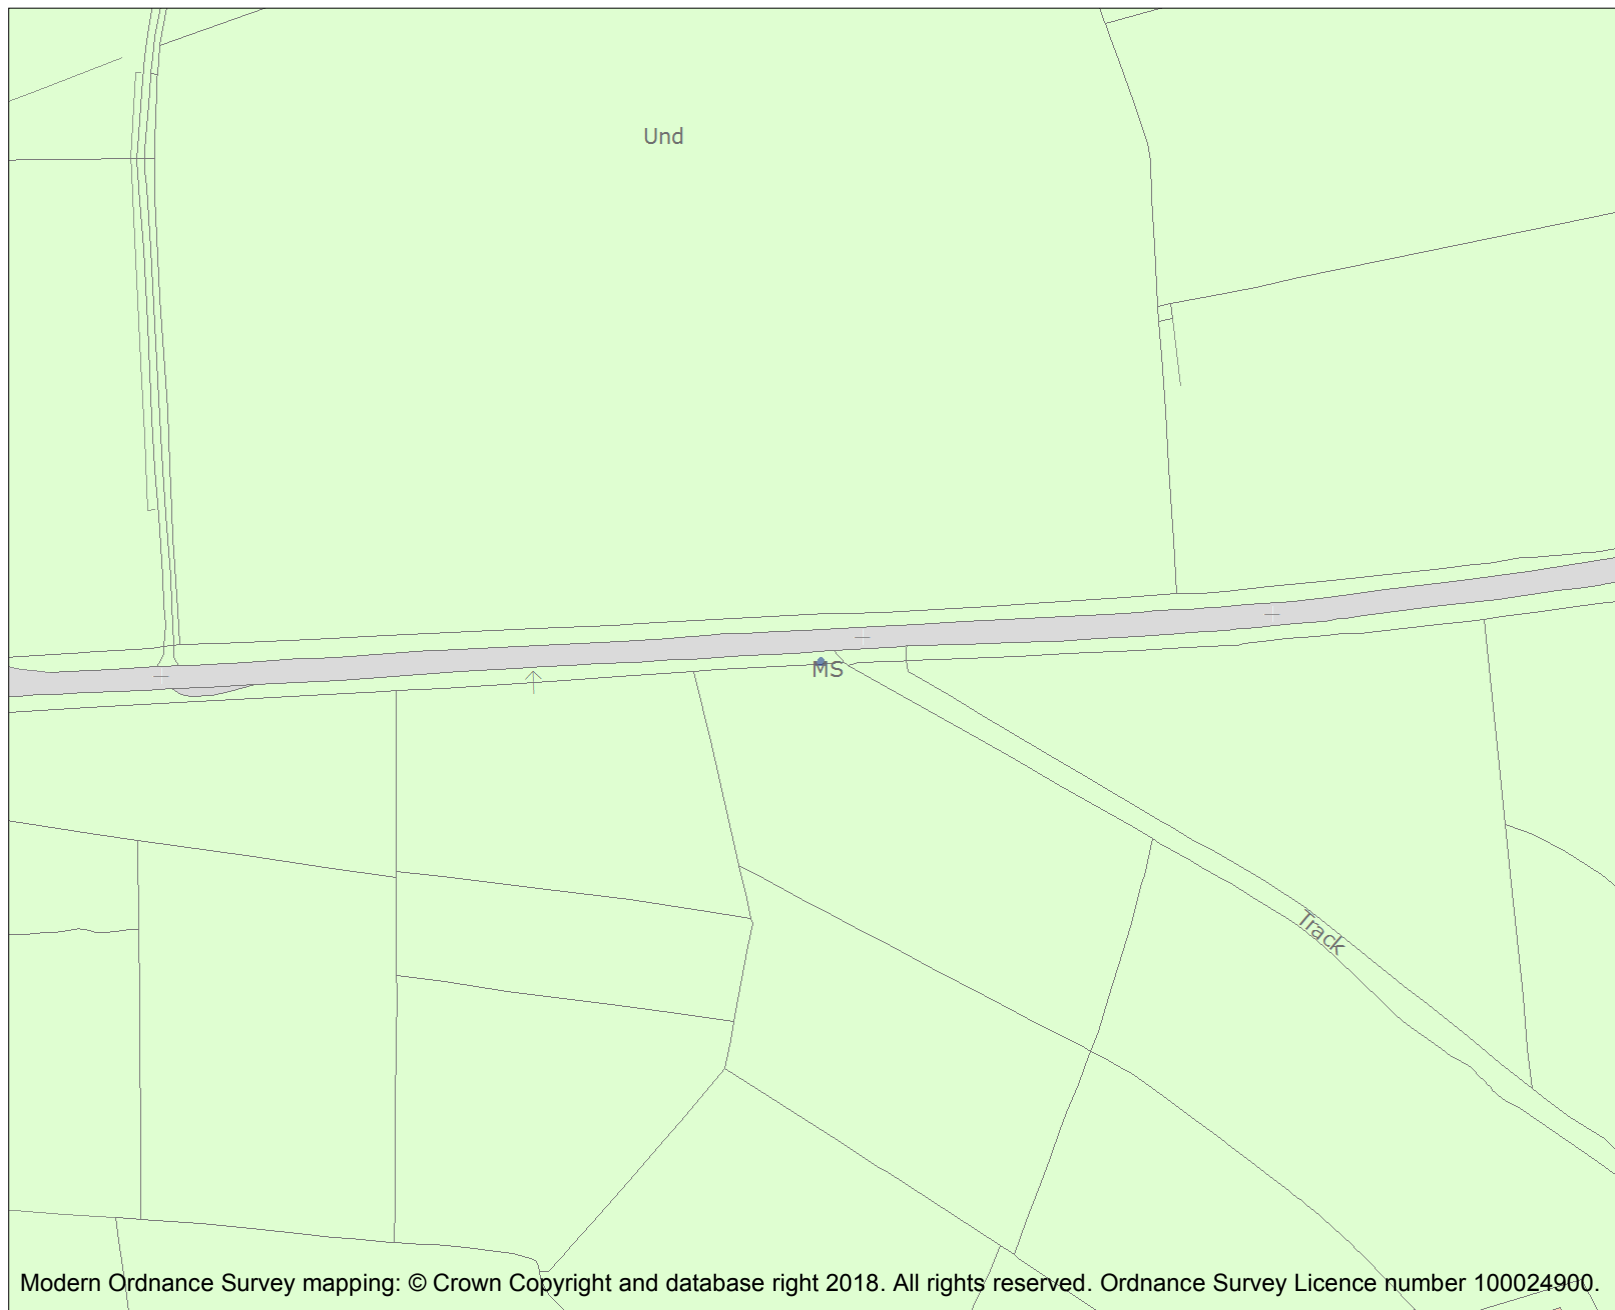 Und
MS
Track
Modern Ordnance Survey mapping: © Crown Copyright and database right 2018. All rights reserved. Ordnance Survey Licence number 100024900.